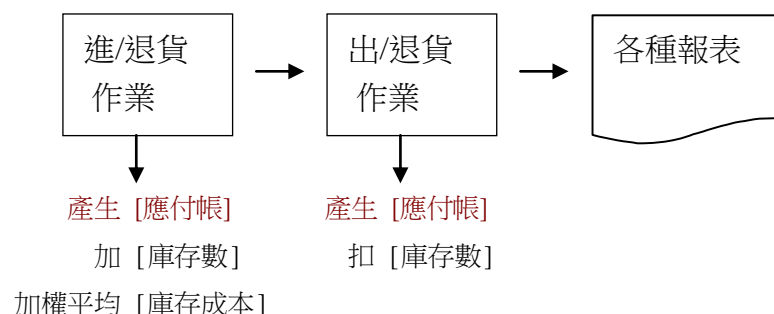 進/退貨
作業
出/退貨
作業
各種報表
產生 [應付帳]
加 [庫存數]
加權平均 [庫存成本]
產生 [應付帳]
扣 [庫存數]